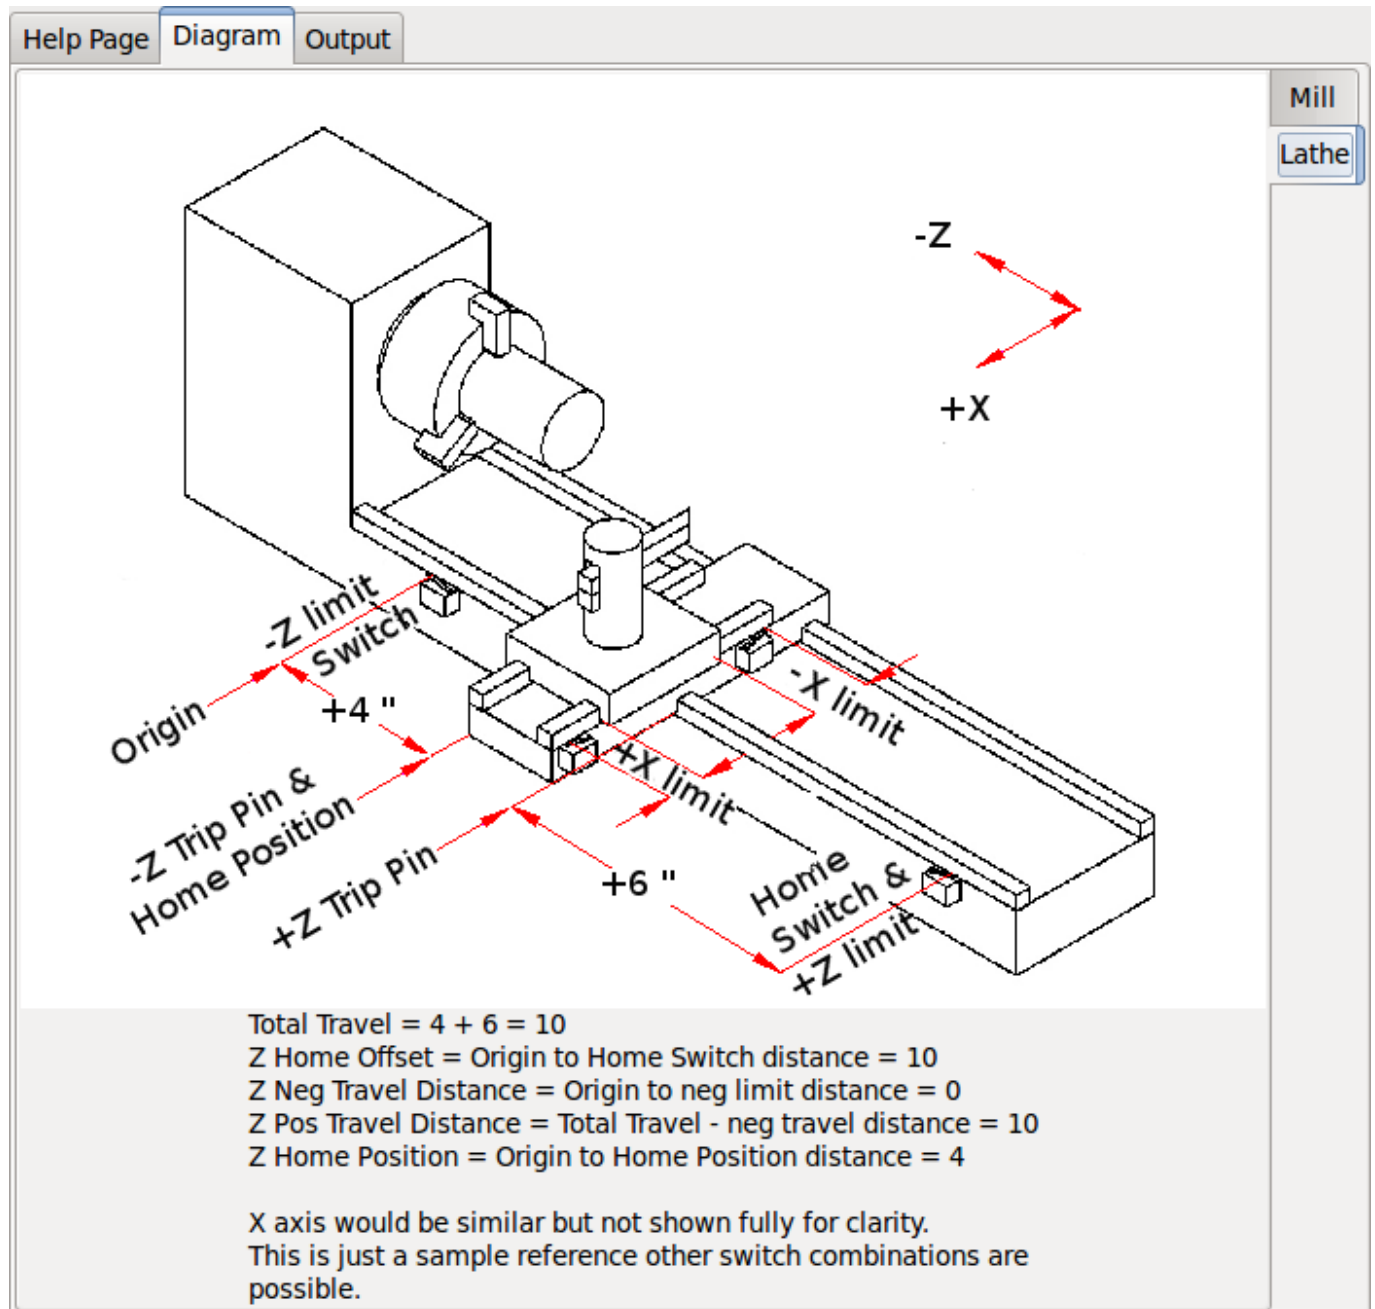 Help Page
Diagram
Output
Mill
Lathe
-Z
+X
-Z limit
Switch
Origin
+4 "
-X limit
+X limit
-Z Trip Pin &
Home Position
+Z Trip Pin
+6 "
Home
Switch &
+Z limit
Total Travel = 4 + 6 = 10
Z Home Offset = Origin to Home Switch distance = 10
Z Neg Travel Distance = Origin to neg limit distance = 0
Z Pos Travel Distance = Total Travel - neg travel distance = 10
Z Home Position = Origin to Home Position distance = 4
X axis would be similar but not shown fully for clarity.
This is just a sample reference other switch combinations are
possible.